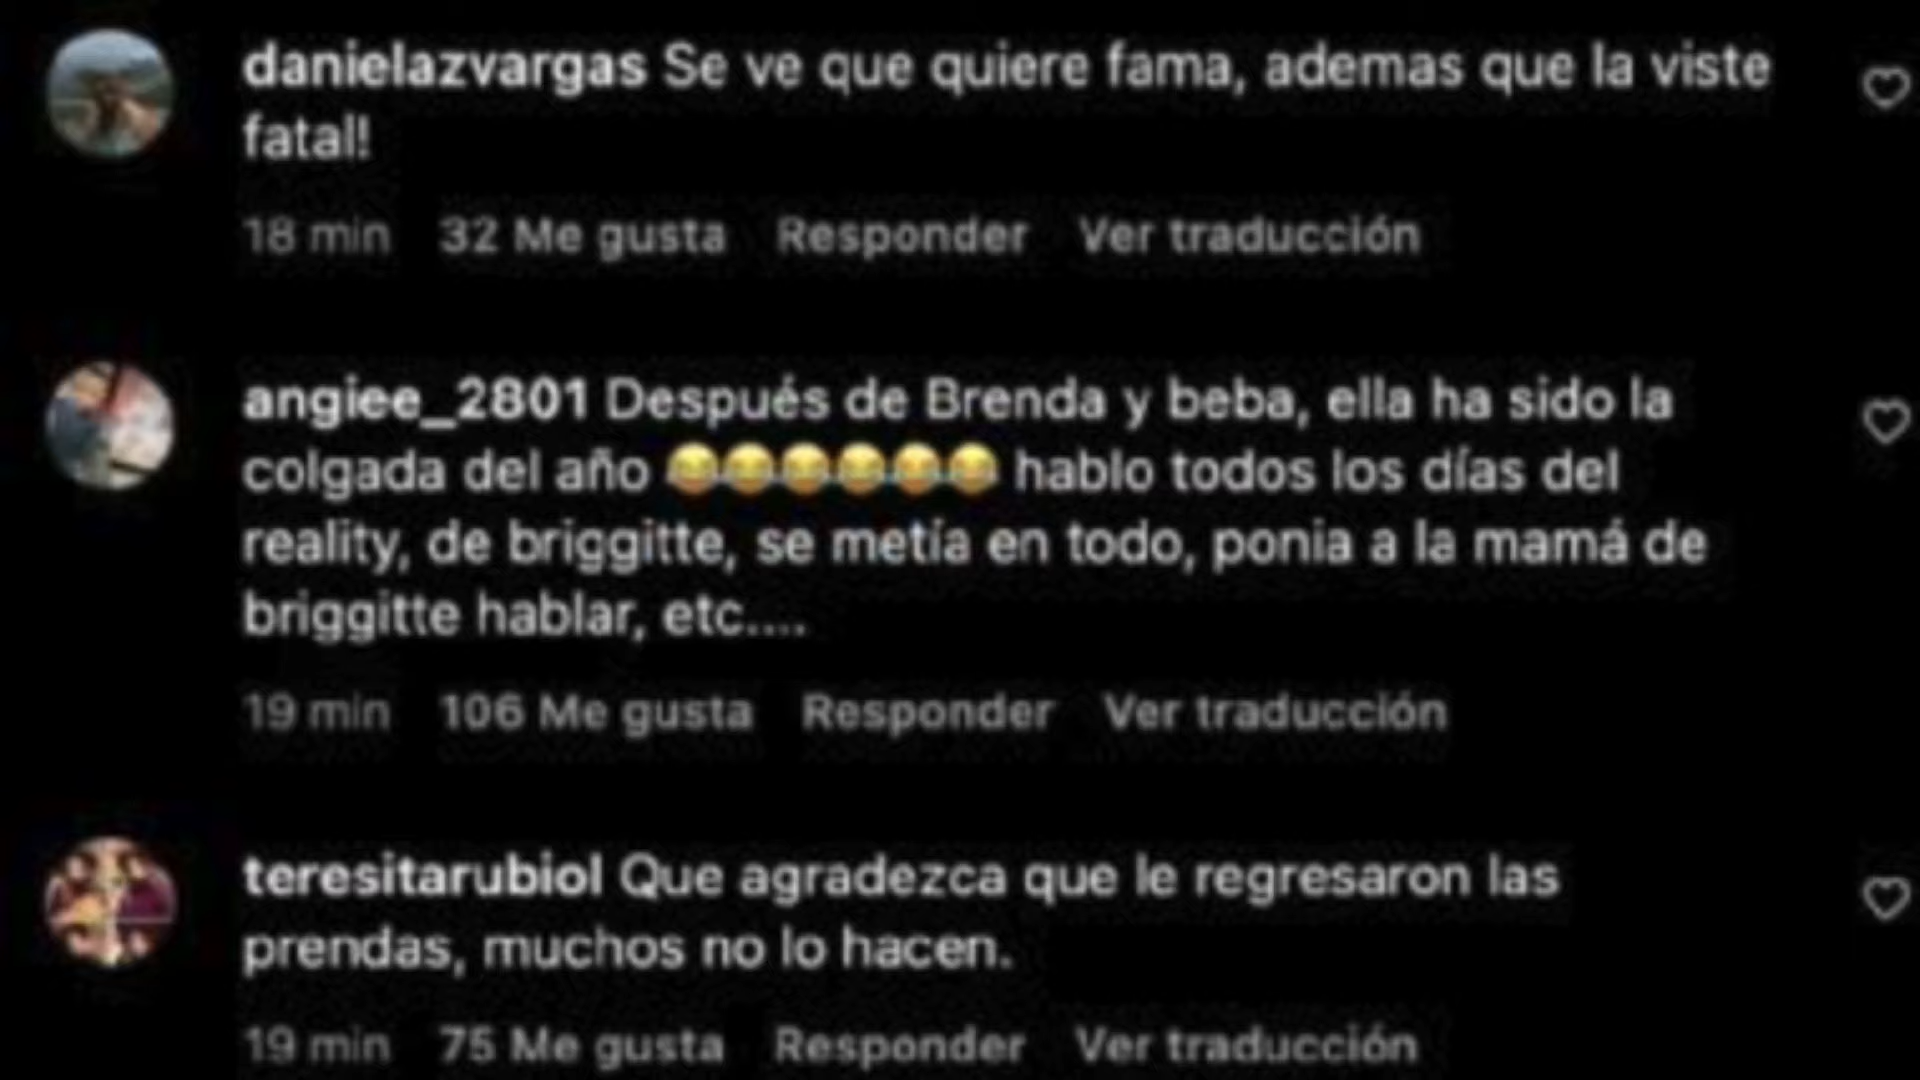 danielazvargas Se ve que quiere fama, ademas que la viste
fatal!
18 min 32 Me gusta Responder Ver traducción
angiee_2801 Después de Brenda y beba, ella ha sido la
colgada del año 😂😂😂😂😂😂 hablo todos los días del
reality, de briggitte, se metía en todo, ponia a la mamá de
briggitte hablar, etc....
19 min 106 Me gusta Responder Ver traducción
teresitarubiol Que agradezca que le regresaron las
prendas, muchos no lo hacen.
19 min 75 Me gusta Responder Ver traducción